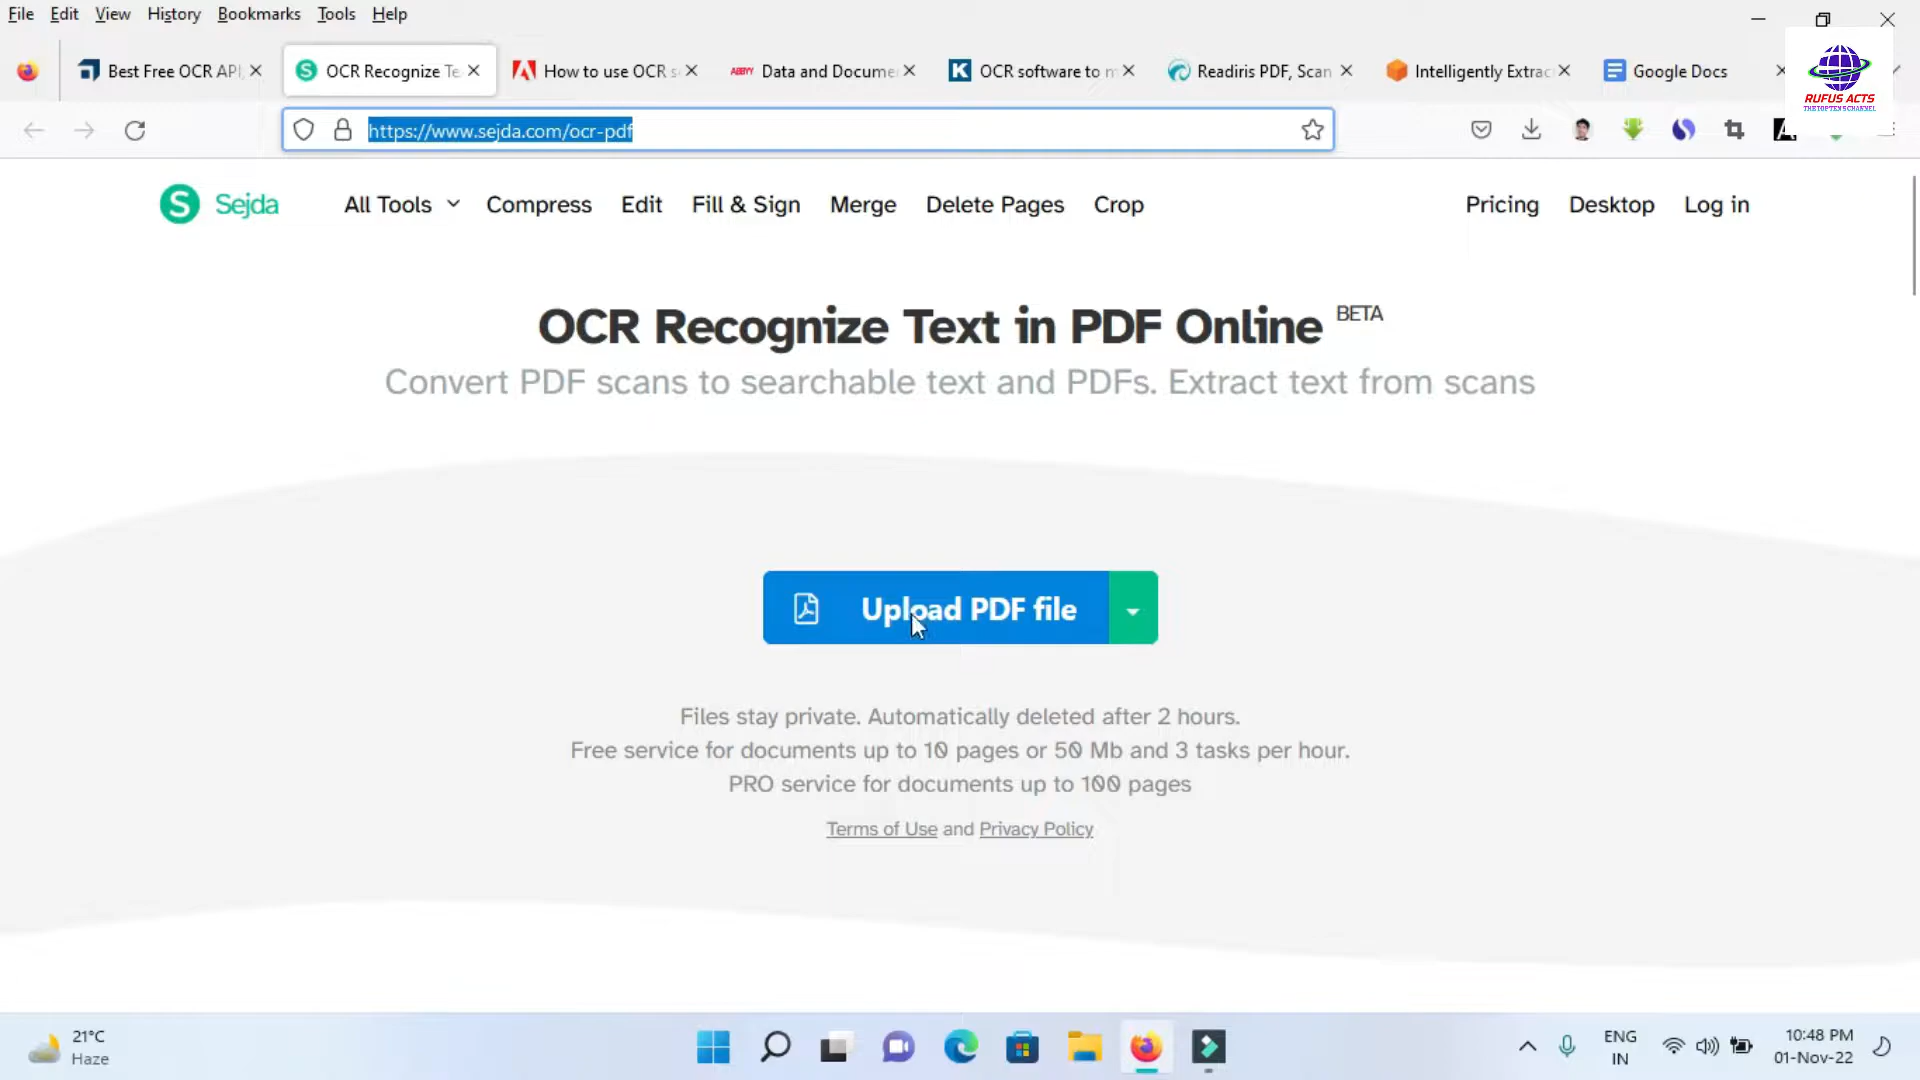 File Edit View History Bookmarks Tools Help
Best Free OCR API,
OCR Recognize Te
How to use OCR s
ABBYY Data and Docume
K OCR software to m
Readiris PDF, Scan
Intelligently Extrac
Google Docs
RUFUS ACTS
THE TOP TENS CHANNEL
https://www.sejda.com/ocr-pdf
S Sejda All Tools Compress Edit Fill & Sign Merge Delete Pages Crop Pricing Desktop Log in
OCR Recognize Text in PDF Online BETA
Convert PDF scans to searchable text and PDFs. Extract text from scans
Upload PDF file
Files stay private. Automatically deleted after 2 hours.
Free service for documents up to 10 pages or 50 Mb and 3 tasks per hour.
PRO service for documents up to 100 pages
Terms of Use and Privacy Policy
21°C
Haze
ENG
IN
10:48 PM
01-Nov-22